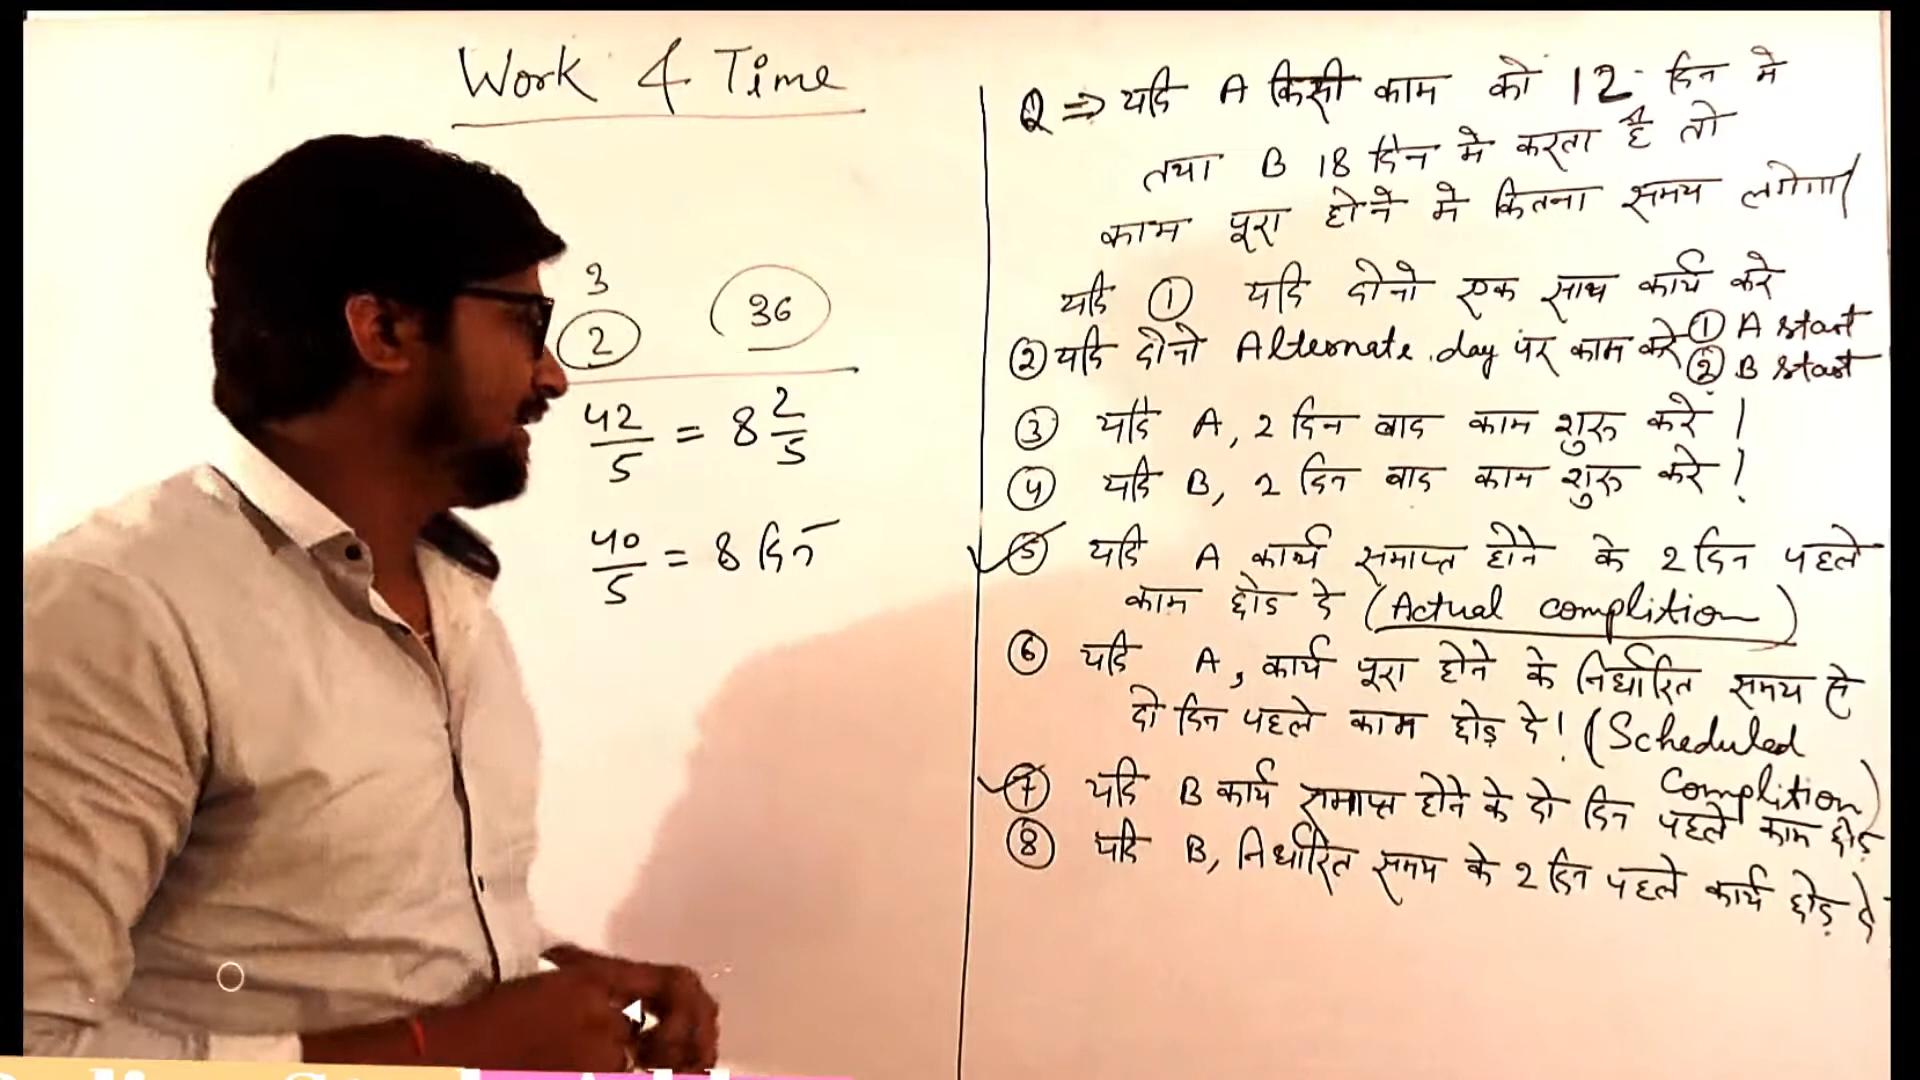 Work & Time
3
2
36
42/5 = 8 2/5
40/5 = 8 दिन
Q ⇒ यदि A किसी काम को 12 दिन मे
तथा B 18 दिन मे करता है तो
काम पूरा होने मे कितना समय लगेगा
यदि ① यदि दोनो एक साथ कार्य करे
② यदि दोनो Alternate day पर काम करे ① A start
② B start
③ यदि A, 2 दिन बाद काम शुरू करे !
④ यदि B, 2 दिन बाद काम शुरू करे !
⑤ यदि A कार्य समाप्त होने के 2 दिन पहले
काम छोड दे (Actual complition)
⑥ यदि A, कार्य पूरा होने के निर्धारित समय से
दो दिन पहले काम छोड़ दे ! (Scheduled
Complition)
⑦ यदि B कार्य समाप्त होने के दो दिन पहले काम छोड़
⑧ यदि B, निर्धारित समय के 2 दिन पहले कार्य छोड़ दे